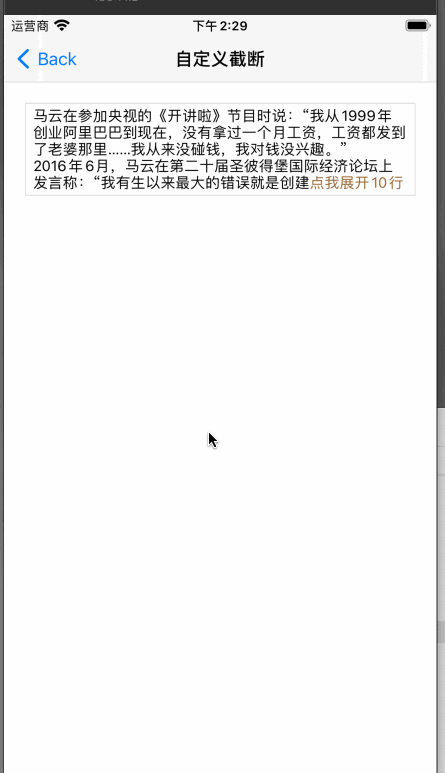 运营商
下午 2:29
Back
自定义截断
马云在参加央视的《开讲啦》节目时说：“我从1999年
创业阿里巴巴到现在，没有拿过一个月工资，工资都发到
了老婆那里……我从来没碰钱，我对钱没兴趣。”
2016年6月，马云在第二十届圣彼得堡国际经济论坛上
发言称：“我有生以来最大的错误就是创建点我展开10行